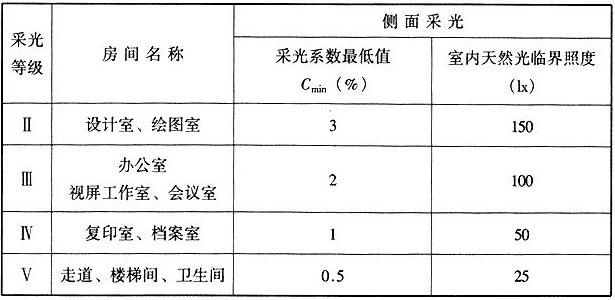 采光等级 房间名称 侧面采光
采光系数最低值 Cmin（%） 室内天然光临界照度（lx）
Ⅱ 设计室、绘图室 3 150
Ⅲ 办公室 视屏工作室、会议室 2 100
Ⅳ 复印室、档案室 1 50
Ⅴ 走道、楼梯间、卫生间 0.5 25